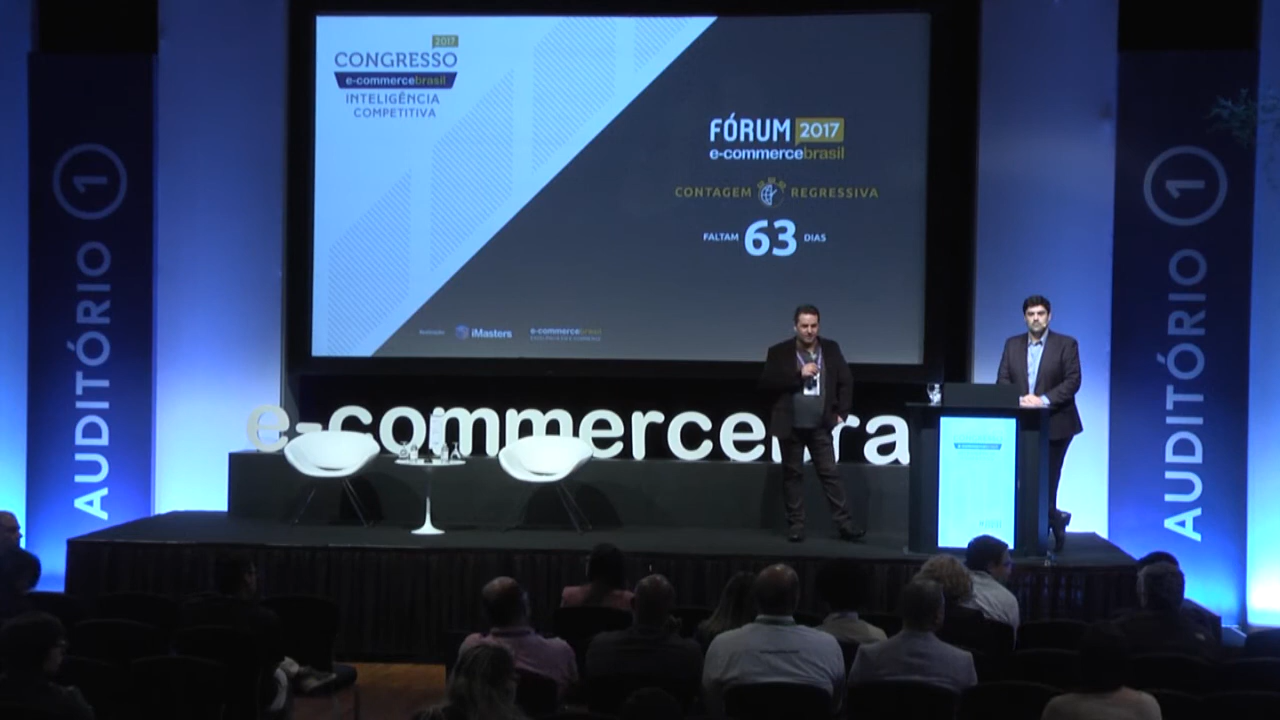 2017
CONGRESSO
e-commercebrasil
INTELIGÊNCIA
COMPETITIVA
FÓRUM 2017
e-commercebrasil
CONTAGEM REGRESSIVA
FALTAM 63 DIAS
Realização
iMasters
e-commercebrasil
AUDITÓRIO 1
e-commercebra
AUDITÓRIO 1